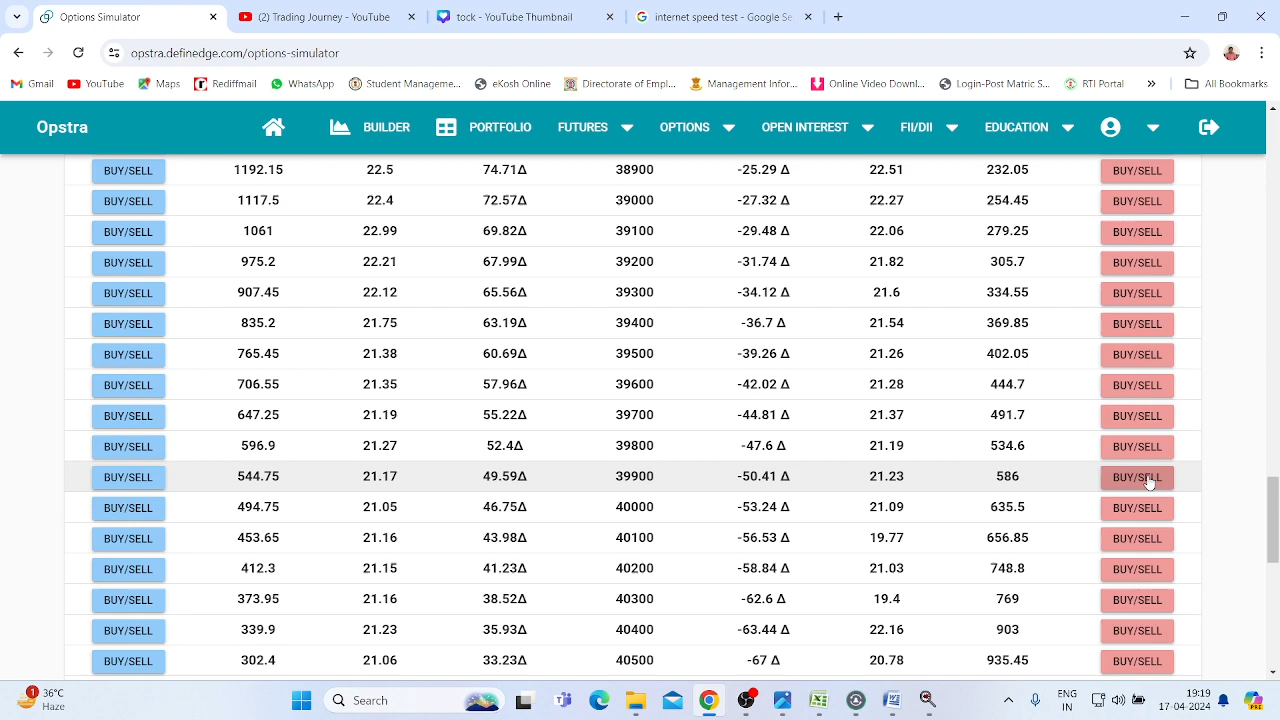 Opstra
Trading Journey - YouTube
tock - YouTube Thumbnail
internet speed test - Google Se
opstra.definedge.com/options-simulator
Gmail YouTube Maps Rediffmail WhatsApp Student Manageme... eKosh Online Directorate of Empl... Management Infor... Online Video Downl... Login-Post Matric S... RTI Portal » All Bookmarks
Opstra BUILDER PORTFOLIO FUTURES OPTIONS OPEN INTEREST FII/DII EDUCATION
BUY/SELL 1192.15 22.5 74.71Δ 38900 -25.29 Δ 22.51 232.05 BUY/SELL
BUY/SELL 1117.5 22.4 72.57Δ 39000 -27.32 Δ 22.27 254.45 BUY/SELL
BUY/SELL 1061 22.99 69.82Δ 39100 -29.48 Δ 22.06 279.25 BUY/SELL
BUY/SELL 975.2 22.21 67.99Δ 39200 -31.74 Δ 21.82 305.7 BUY/SELL
BUY/SELL 907.45 22.12 65.56Δ 39300 -34.12 Δ 21.6 334.55 BUY/SELL
BUY/SELL 835.2 21.75 63.19Δ 39400 -36.7 Δ 21.54 369.85 BUY/SELL
BUY/SELL 765.45 21.38 60.69Δ 39500 -39.26 Δ 21.26 402.05 BUY/SELL
BUY/SELL 706.55 21.35 57.96Δ 39600 -42.02 Δ 21.28 444.7 BUY/SELL
BUY/SELL 647.25 21.19 55.22Δ 39700 -44.81 Δ 21.37 491.7 BUY/SELL
BUY/SELL 596.9 21.27 52.4Δ 39800 -47.6 Δ 21.19 534.6 BUY/SELL
BUY/SELL 544.75 21.17 49.59Δ 39900 -50.41 Δ 21.23 586 BUY/SELL
BUY/SELL 494.75 21.05 46.75Δ 40000 -53.24 Δ 21.09 635.5 BUY/SELL
BUY/SELL 453.65 21.16 43.98Δ 40100 -56.53 Δ 19.77 656.85 BUY/SELL
BUY/SELL 412.3 21.15 41.23Δ 40200 -58.84 Δ 21.03 748.8 BUY/SELL
BUY/SELL 373.95 21.16 38.52Δ 40300 -62.6 Δ 19.4 769 BUY/SELL
BUY/SELL 339.9 21.23 35.93Δ 40400 -63.44 Δ 22.16 903 BUY/SELL
BUY/SELL 302.4 21.06 33.23Δ 40500 -67 Δ 20.78 935.45 BUY/SELL
1 36°C Search ENG 19:19
Haze IN 17-04-2024 PRE